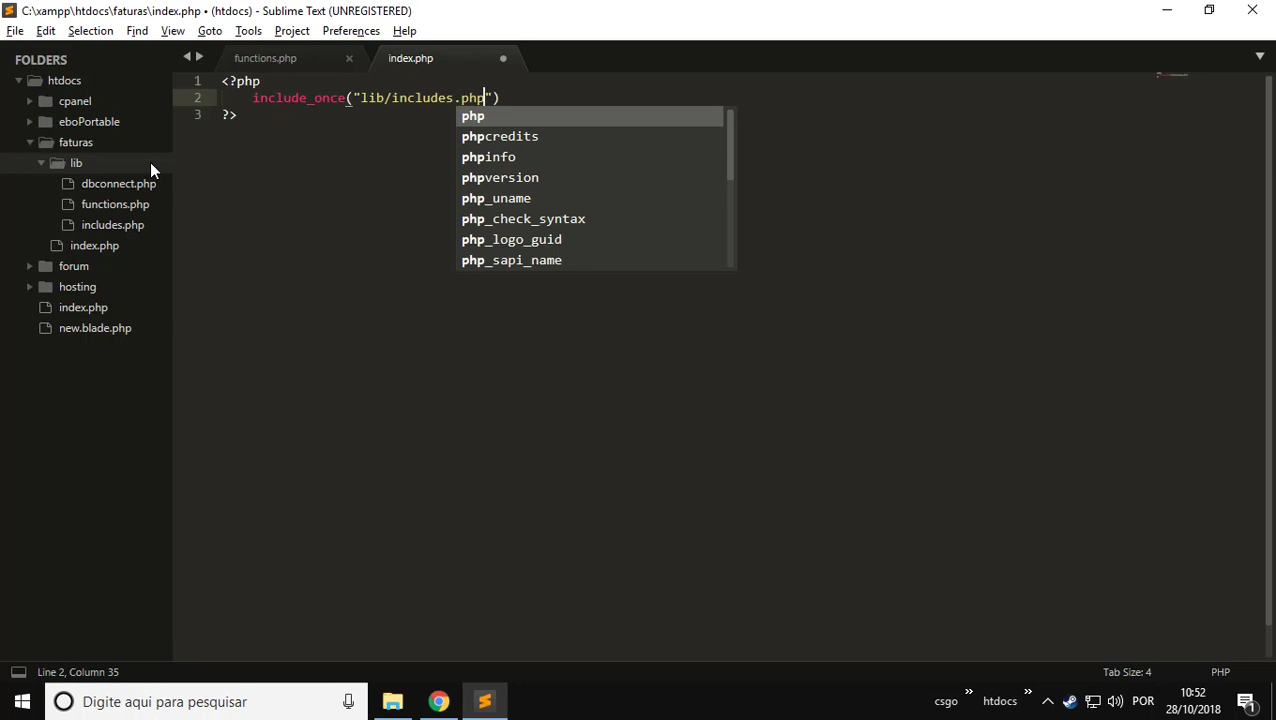 C:\xampp\htdocs\faturas\index.php • (htdocs) - Sublime Text (UNREGISTERED)
File Edit Selection Find View Goto Tools Project Preferences Help
FOLDERS
htdocs
cpanel
eboPortable
faturas
lib
dbconnect.php
functions.php
includes.php
index.php
forum
hosting
index.php
new.blade.php
functions.php index.php
1 <?php
2 include_once("lib/includes.php")
3 ?>
php
phpcredits
phpinfo
phpversion
php_uname
php_check_syntax
php_logo_guid
php_sapi_name
Line 2, Column 35 Tab Size: 4 PHP
Digite aqui para pesquisar
csgo » htdocs » POR
10:52
28/10/2018
1